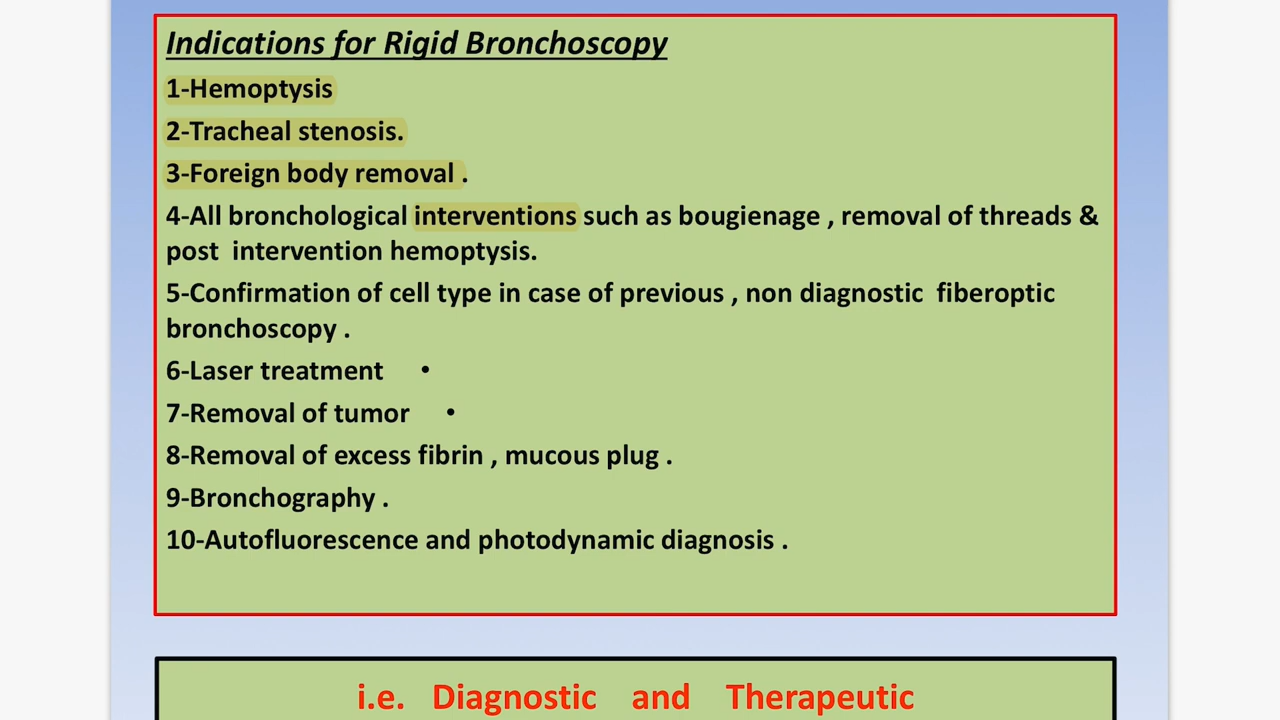 Indications for Rigid Bronchoscopy
1-Hemoptysis
2-Tracheal stenosis.
3-Foreign body removal .
4-All bronchological interventions such as bougienage , removal of threads &
post  intervention hemoptysis.
5-Confirmation of cell type in case of previous , non diagnostic  fiberoptic
bronchoscopy .
6-Laser treatment •
7-Removal of tumor •
8-Removal of excess fibrin , mucous plug .
9-Bronchography .
10-Autofluorescence and photodynamic diagnosis .
i.e. Diagnostic and Therapeutic